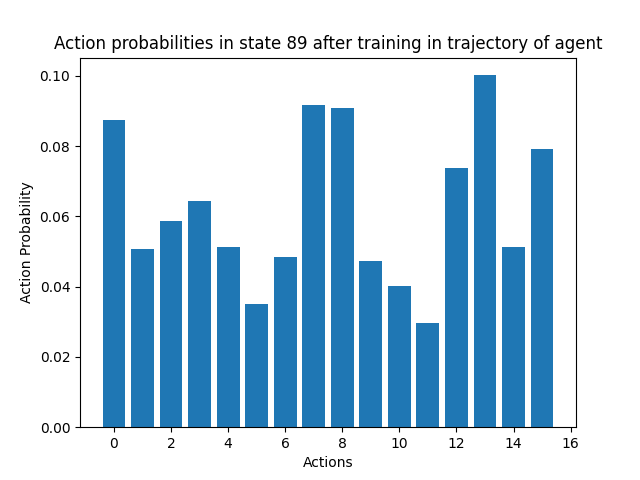 Action probabilities in state 89 after training in trajectory of agent
0.10
0.08
0.06
0.04
0.02
0.00
Action Probability
0 2 4 6 8 10 12 14 16
Actions